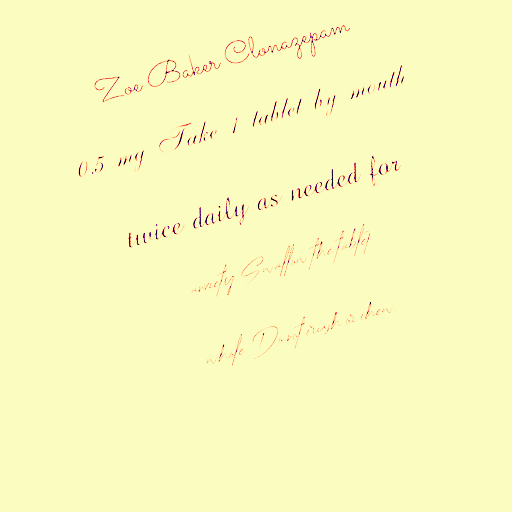 Zoe Baker Clonazepam
0.5 mg Take 1 tablet by mouth
twice daily as needed for
anxiety Swallow the tablet
whole Dont crush or chew